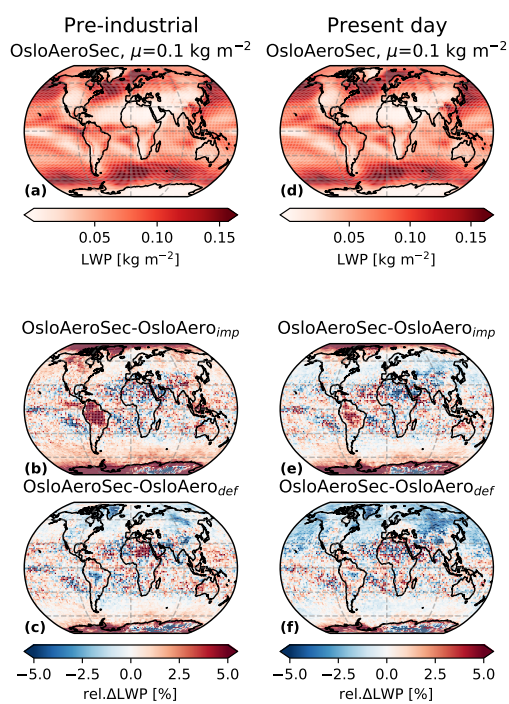 Pre-industrial
OsloAeroSec, μ=0.1 kg m⁻²
(a)
0.05 0.10 0.15
LWP [kg m⁻²]
Present day
OsloAeroSec, μ=0.1 kg m⁻²
(d)
0.05 0.10 0.15
LWP [kg m⁻²]
OsloAeroSec-OsloAero_imp
(b)
OsloAeroSec-OsloAero_imp
(e)
OsloAeroSec-OsloAero_def
(c)
−5.0 −2.5 0.0 2.5 5.0
rel.ΔLWP [%]
OsloAeroSec-OsloAero_def
(f)
−5.0 −2.5 0.0 2.5 5.0
rel.ΔLWP [%]